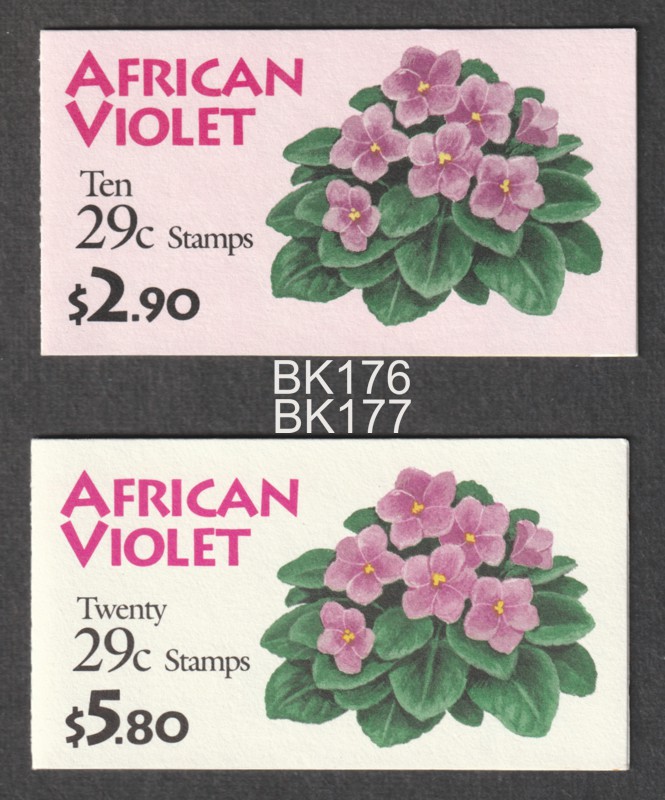 AFRICAN
VIOLET
Ten
29c Stamps
$2.90
BK176
BK177
AFRICAN
VIOLET
Twenty
29c Stamps
$5.80